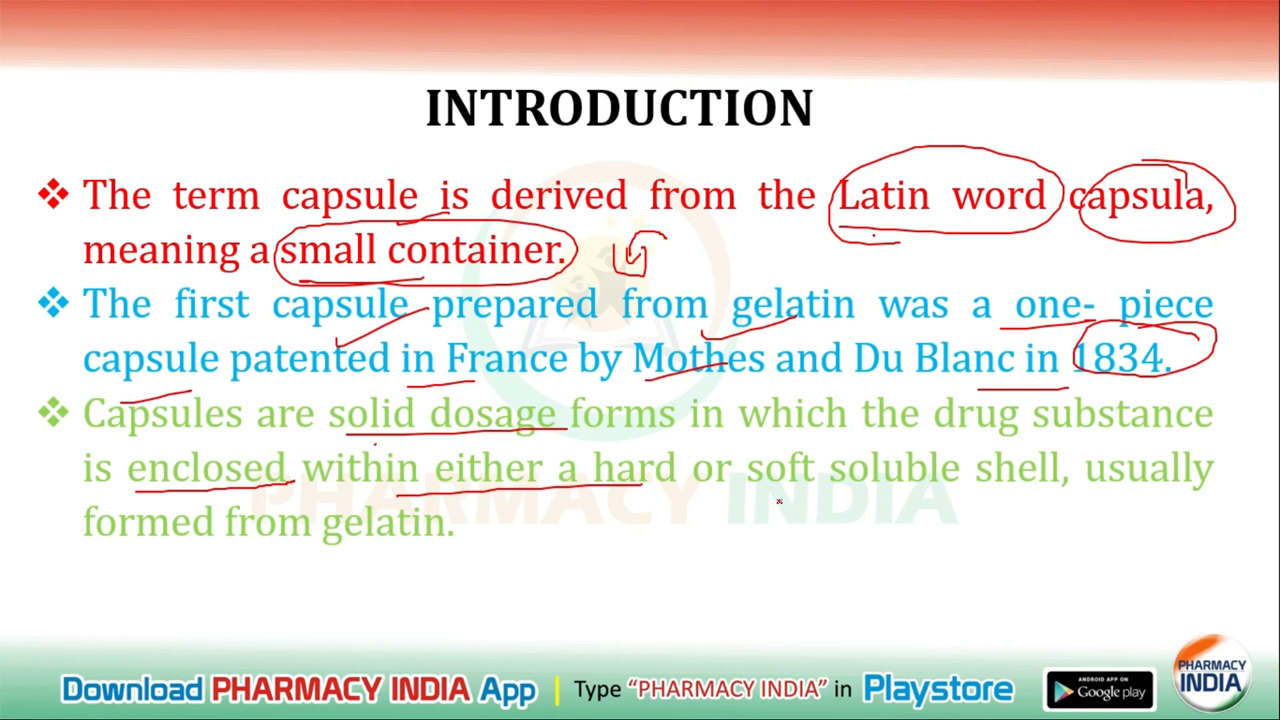 INTRODUCTION
❖ The term capsule is derived from the Latin word capsula,
meaning a small container.
❖ The first capsule prepared from gelatin was a one- piece
capsule patented in France by Mothes and Du Blanc in 1834.
❖ Capsules are solid dosage forms in which the drug substance
is enclosed within either a hard or soft soluble shell, usually
formed from gelatin.
PHARMACY INDIA
Download PHARMACY INDIA App | Type “PHARMACY INDIA” in Playstore
ANDROID APP ON
Google play
PHARMACY
INDIA